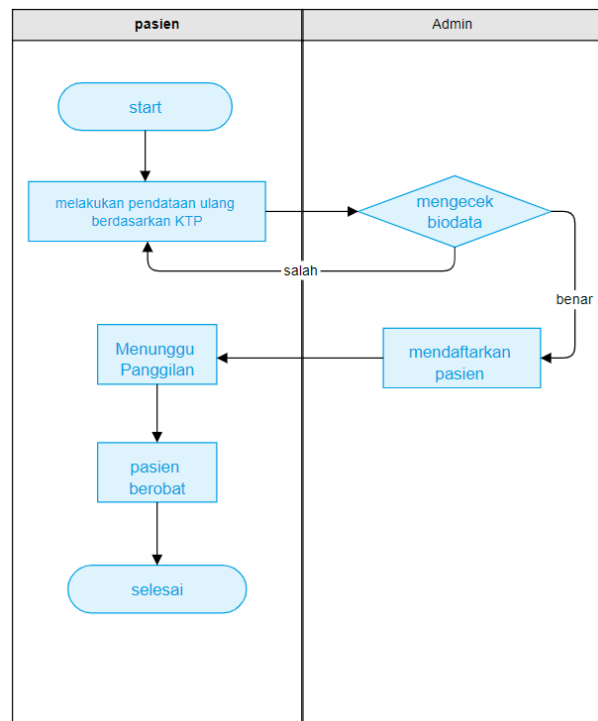 pasien
Admin
start
melakukan pendataan ulang
berdasarkan KTP
mengecek
biodata
salah
benar
Menunggu
Panggilan
mendaftarkan
pasien
pasien
berobat
selesai